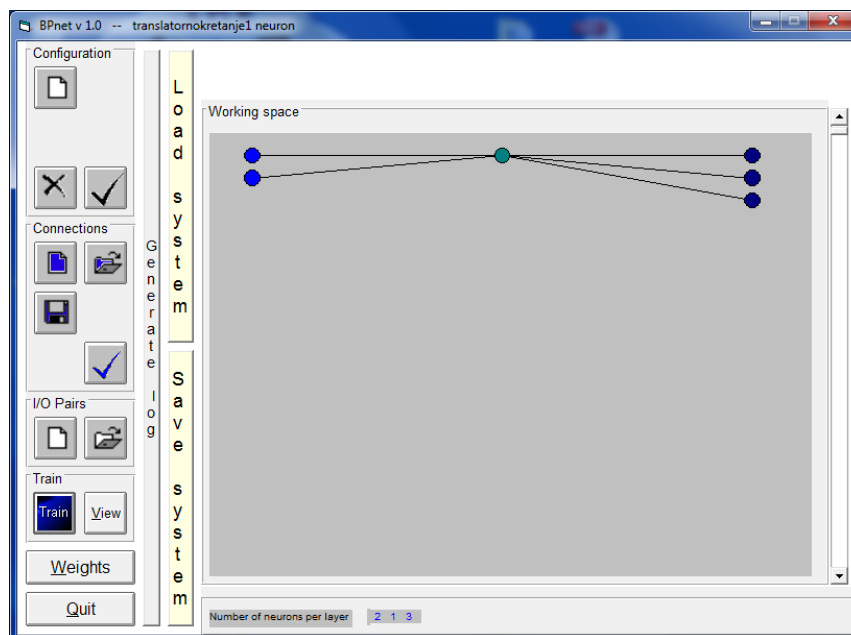 BPnet v 1.0 -- translatornokretanje1 neuron
Configuration
Connections
I/O Pairs
Train
Train
View
Weights
Quit
Generate log
Load system
Save system
Working space
Number of neurons per layer
2 1 3